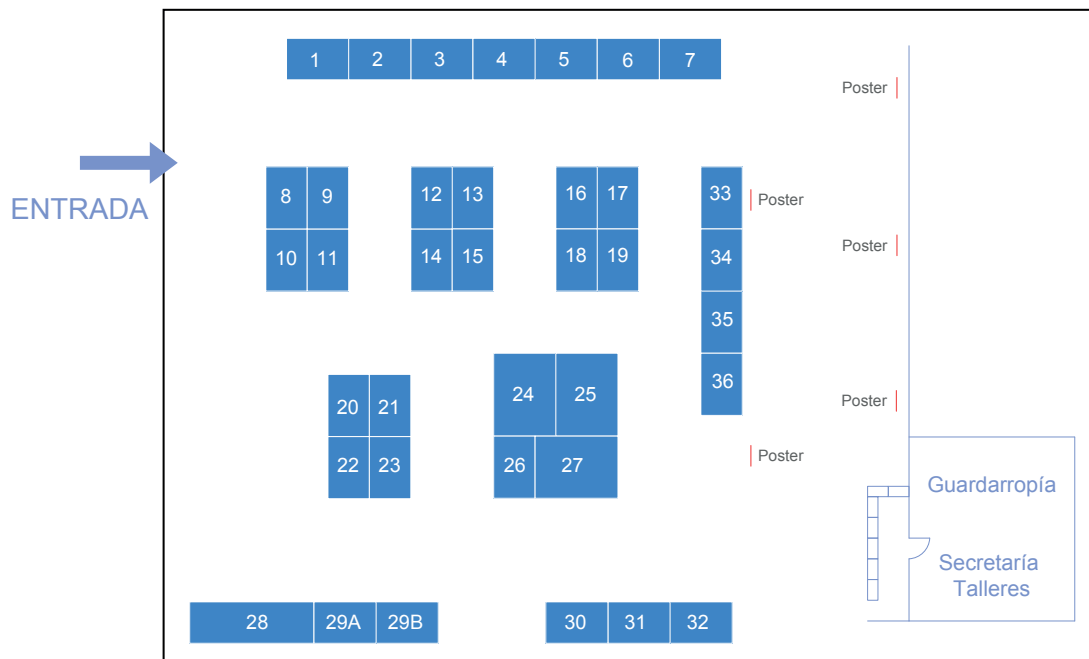 1 2 3 4 5 6 7
Poster
ENTRADA
8 9 12 13 16 17 33
Poster
10 11 14 15 18 19 34
Poster
35
24 25 36
20 21
Poster
22 23 26 27
Poster
Guardarropía
Secretaría
Talleres
28 29A 29B 30 31 32